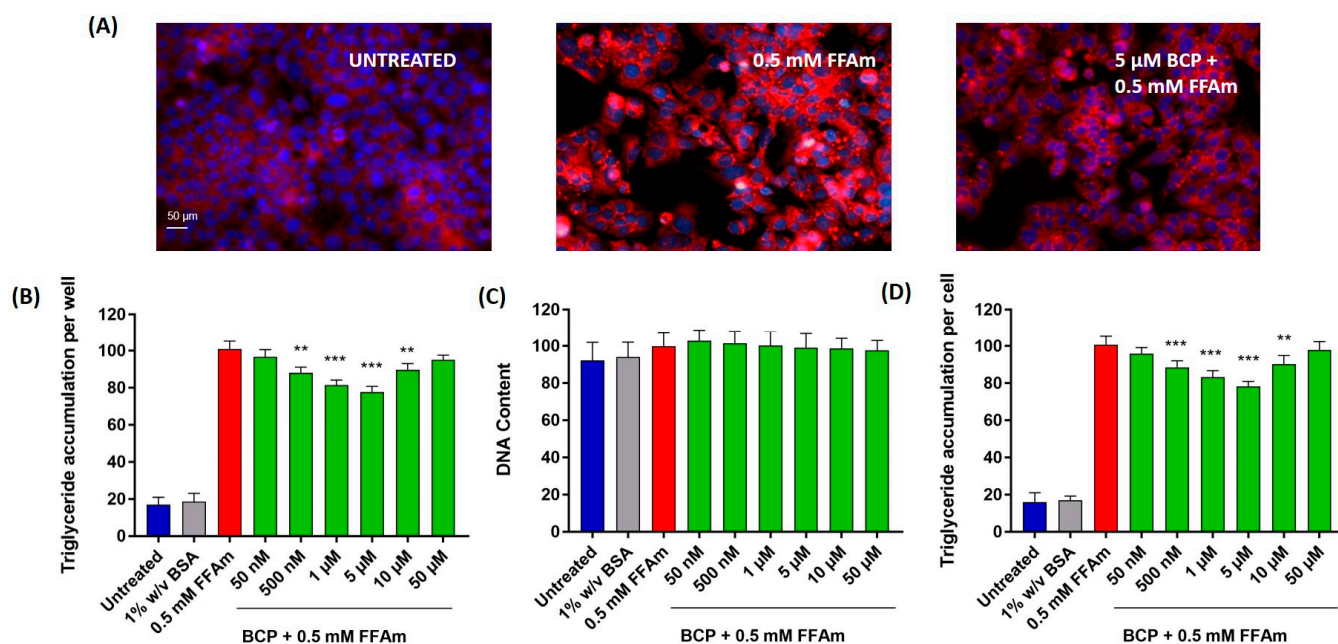 (A)
UNTREATED
50 µm
0.5 mM FFAm
5 µM BCP +
0.5 mM FFAm
(B)
Triglyceride accumulation per well
120
100
80
60
40
20
0
**
***
***
**
Untreated
1% w/v BSA
0.5 mM FFAm
50 nM
500 nM
1 µM
5 µM
10 µM
50 µM
BCP + 0.5 mM FFAm
(C)
DNA Content
120
100
80
60
40
20
0
Untreated
1% w/v BSA
0.5 mM FFAm
50 nM
500 nM
1 µM
5 µM
10 µM
50 µM
BCP + 0.5 mM FFAm
(D)
Triglyceride accumulation per cell
120
100
80
60
40
20
0
***
***
***
**
Untreated
1% w/v BSA
0.5 mM FFAm
50 nM
500 nM
1 µM
5 µM
10 µM
50 µM
BCP + 0.5 mM FFAm